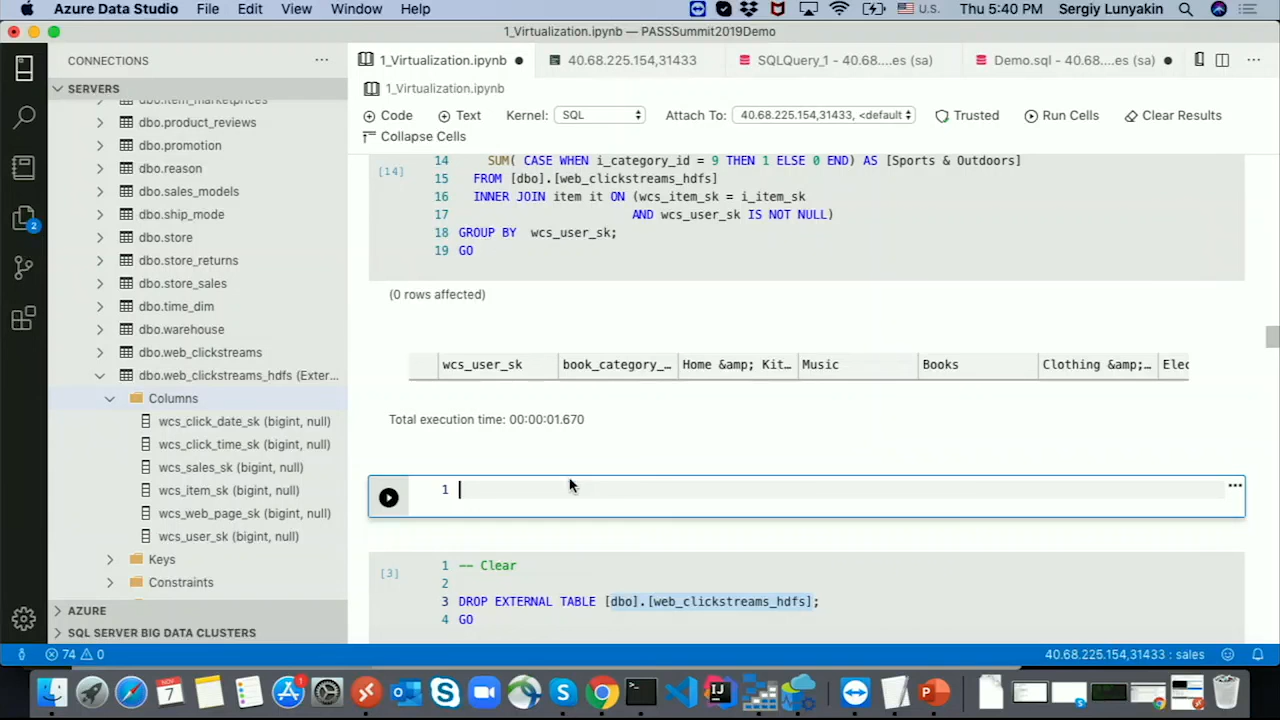 Azure Data Studio File Edit View Window Help U.S. Thu 5:40 PM Sergiy Lunyakin
1_Virtualization.ipynb — PASSSummit2019Demo
CONNECTIONS ...
SERVERS
dbo.item_marketprices
dbo.product_reviews
dbo.promotion
dbo.reason
dbo.sales_models
dbo.ship_mode
dbo.store
dbo.store_returns
dbo.store_sales
dbo.time_dim
dbo.warehouse
dbo.web_clickstreams
dbo.web_clickstreams_hdfs (Exter...
Columns
wcs_click_date_sk (bigint, null)
wcs_click_time_sk (bigint, null)
wcs_sales_sk (bigint, null)
wcs_item_sk (bigint, null)
wcs_web_page_sk (bigint, null)
wcs_user_sk (bigint, null)
Keys
Constraints
AZURE
SQL SERVER BIG DATA CLUSTERS
2
1_Virtualization.ipynb 40.68.225.154,31433 SQLQuery_1 - 40.68....es (sa) Demo.sql - 40.68....es (sa) ...
1_Virtualization.ipynb
Code Text Kernel: SQL Attach To: 40.68.225.154,31433, <default Trusted Run Cells Clear Results
Collapse Cells
[14]
14 SUM( CASE WHEN i_category_id = 9 THEN 1 ELSE 0 END) AS [Sports & Outdoors]
15 FROM [dbo].[web_clickstreams_hdfs]
16 INNER JOIN item it ON (wcs_item_sk = i_item_sk
17 AND wcs_user_sk IS NOT NULL)
18 GROUP BY wcs_user_sk;
19 GO
(0 rows affected)
wcs_user_sk book_category_... Home &amp; Kit... Music Books Clothing &amp;... Elec
Total execution time: 00:00:01.670
1 ...
[3]
1 -- Clear
2
3 DROP EXTERNAL TABLE [dbo].[web_clickstreams_hdfs];
4 GO
74 0 40.68.225.154,31433 : sales
NOV
7
1